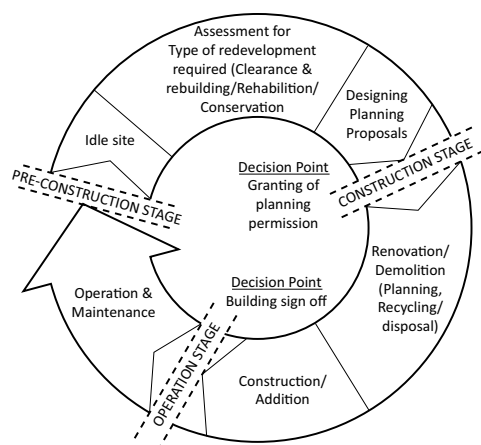 Assessment for
Type of redevelopment
required (Clearance &
rebuilding/Rehabilition/
Conservation
Designing
Planning
Proposals
Idle site
PRE-CONSTRUCTION STAGE
Decision Point
Granting of
planning
permission
CONSTRUCTION STAGE
Renovation/
Demolition
(Planning,
Recycling/
disposal)
Decision Point
Building sign off
Operation &
Maintenance
OPERATION STAGE
Construction/
Addition